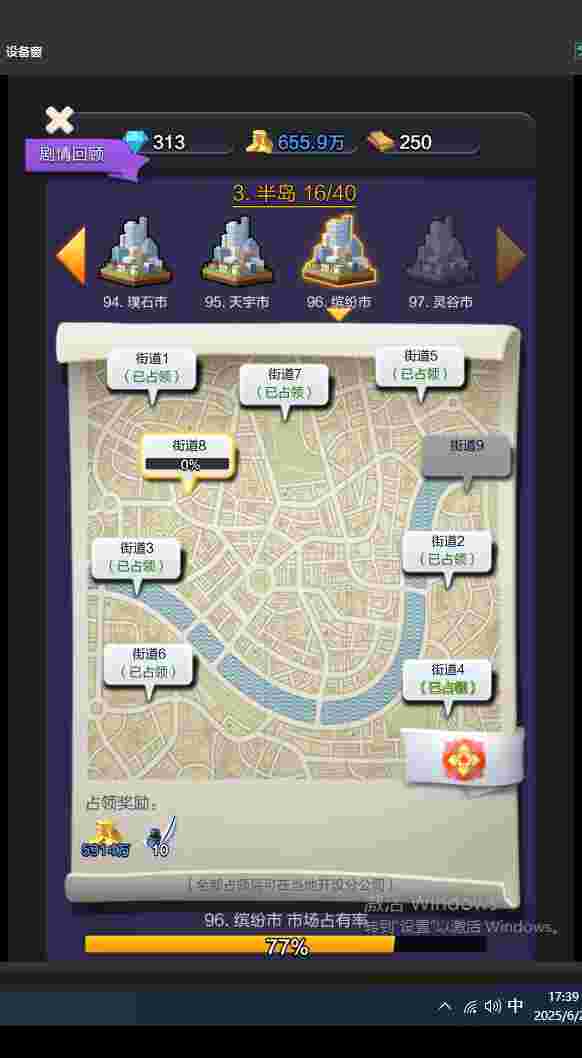 设备窗
313
655.9万
250
剧情回顾
3. 半岛 16/40
94. 璞石市
95. 天宇市
96. 缤纷市
97. 灵谷市
街道1
（已占领）
街道7
（已占领）
街道5
（已占领）
街道8
0%
街道9
街道3
（已占领）
街道2
（已占领）
街道6
（已占领）
街道4
（已占领）
占领奖励：
5914万
10
（全部占领后可在当地开设分公司）
激活 Windows
转到"设置"以激活 Windows。
96. 缤纷市 市场占有率
77%
中
17:39